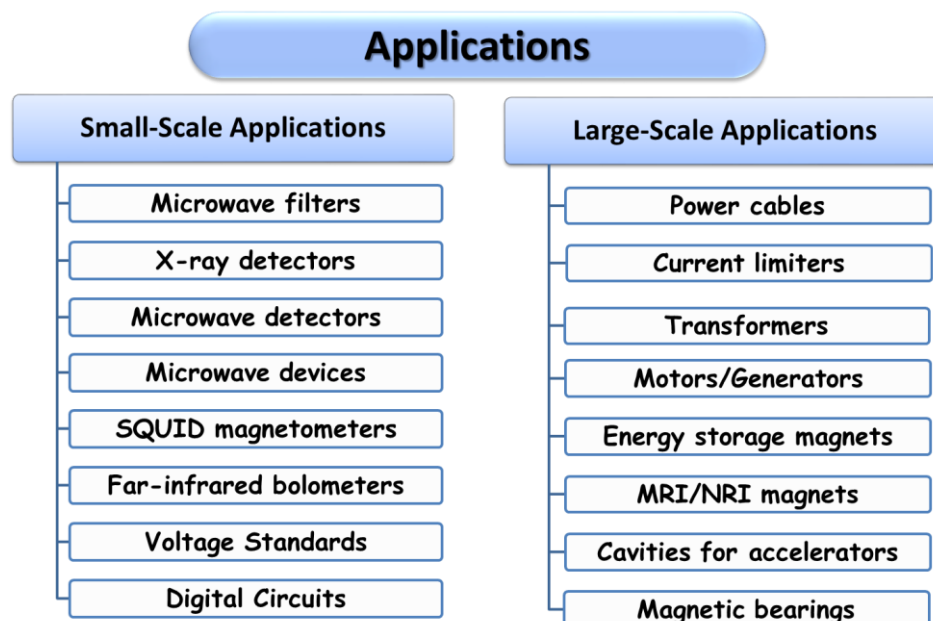 Applications
Small-Scale Applications
Microwave filters
X-ray detectors
Microwave detectors
Microwave devices
SQUID magnetometers
Far-infrared bolometers
Voltage Standards
Digital Circuits
Large-Scale Applications
Power cables
Current limiters
Transformers
Motors/Generators
Energy storage magnets
MRI/NRI magnets
Cavities for accelerators
Magnetic bearings